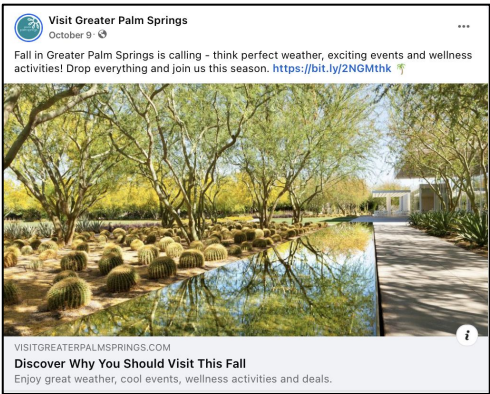 Visit Greater Palm Springs
October 9 ·
Fall in Greater Palm Springs is calling - think perfect weather, exciting events and wellness
activities! Drop everything and join us this season. https://bit.ly/2NGMthk 🌴
VISITGREATERPALMSPRINGS.COM
Discover Why You Should Visit This Fall
Enjoy great weather, cool events, wellness activities and deals.